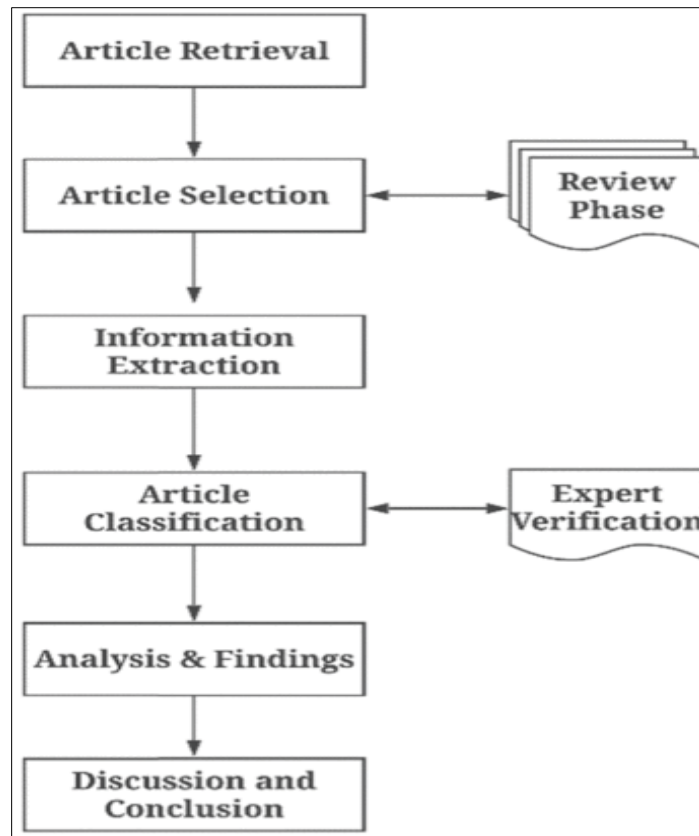 Article Retrieval
Article Selection
Review
Phase
Information
Extraction
Article
Classification
Expert
Verification
Analysis & Findings
Discussion and
Conclusion